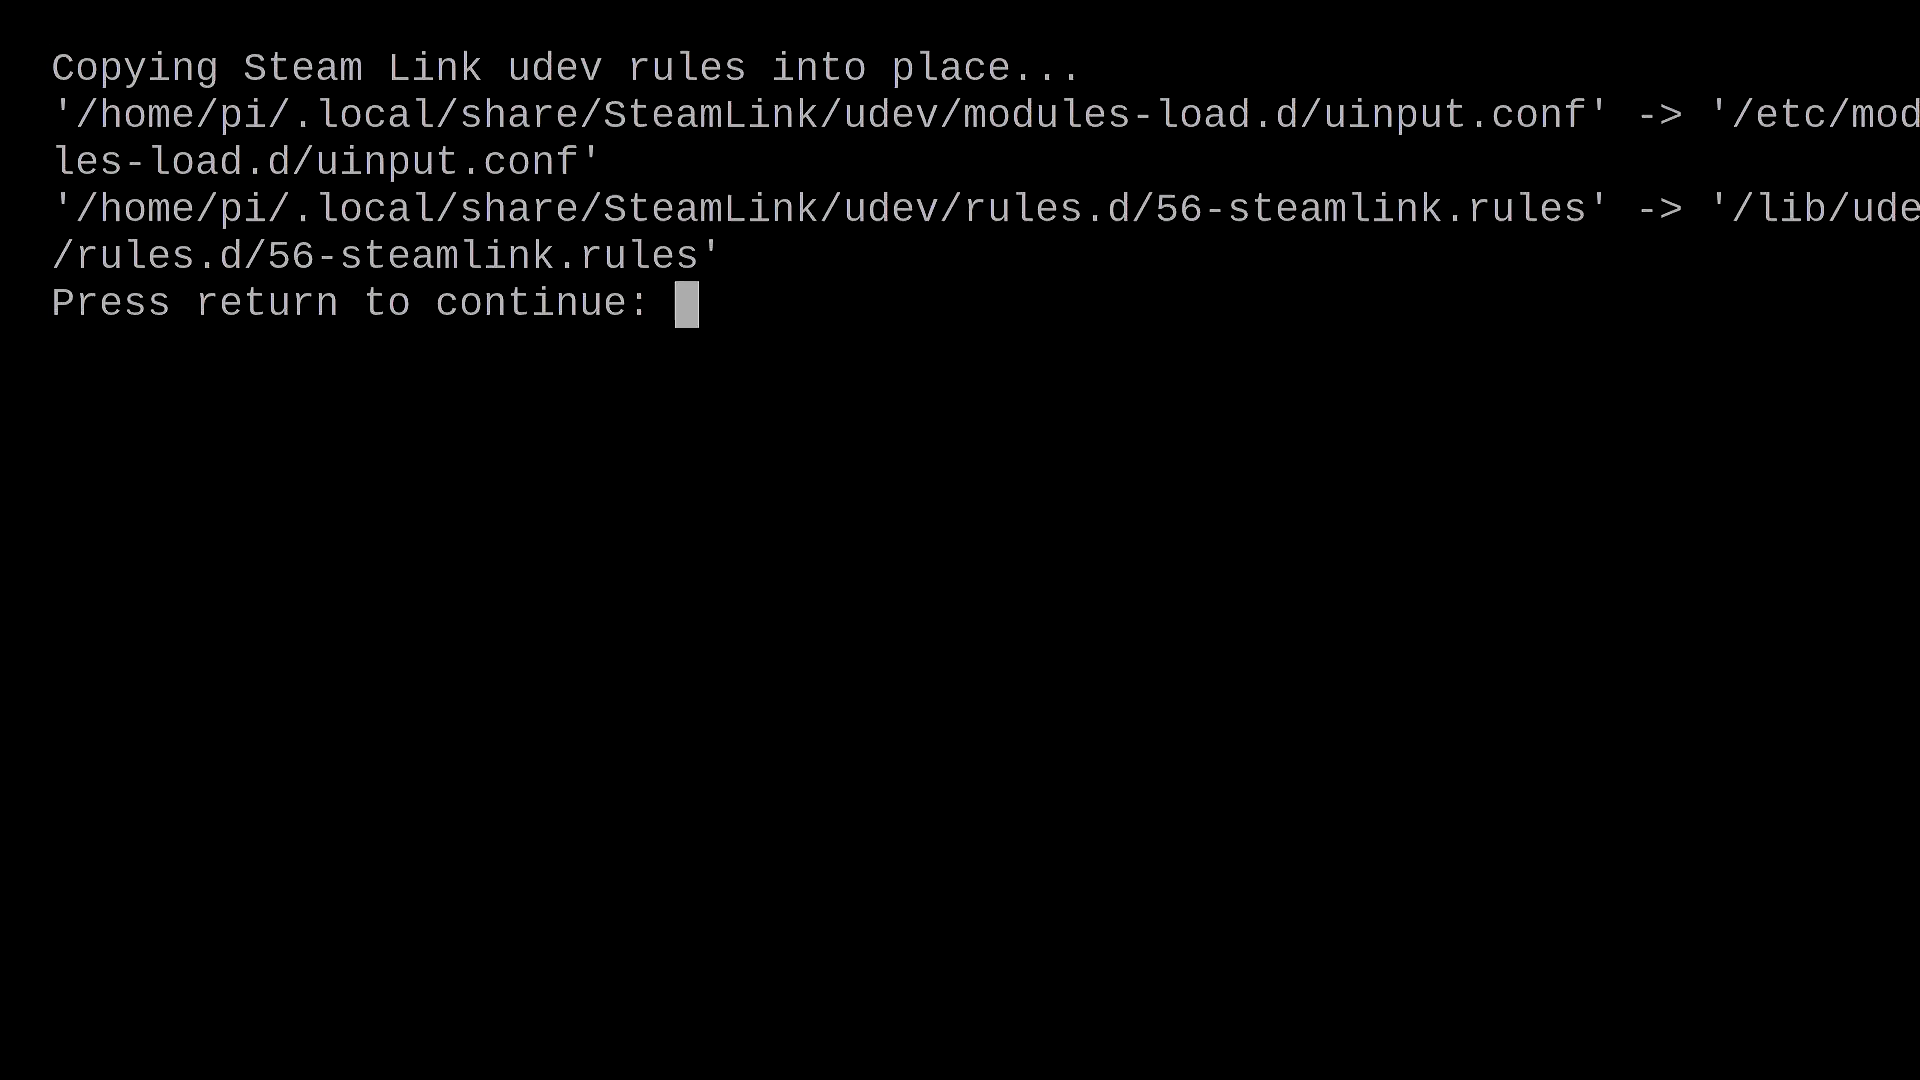 Copying Steam Link udev rules into place...
'/home/pi/.local/share/SteamLink/udev/modules-load.d/uinput.conf' -> '/etc/mod
les-load.d/uinput.conf'
'/home/pi/.local/share/SteamLink/udev/rules.d/56-steamlink.rules' -> '/lib/ude
/rules.d/56-steamlink.rules'
Press return to continue: